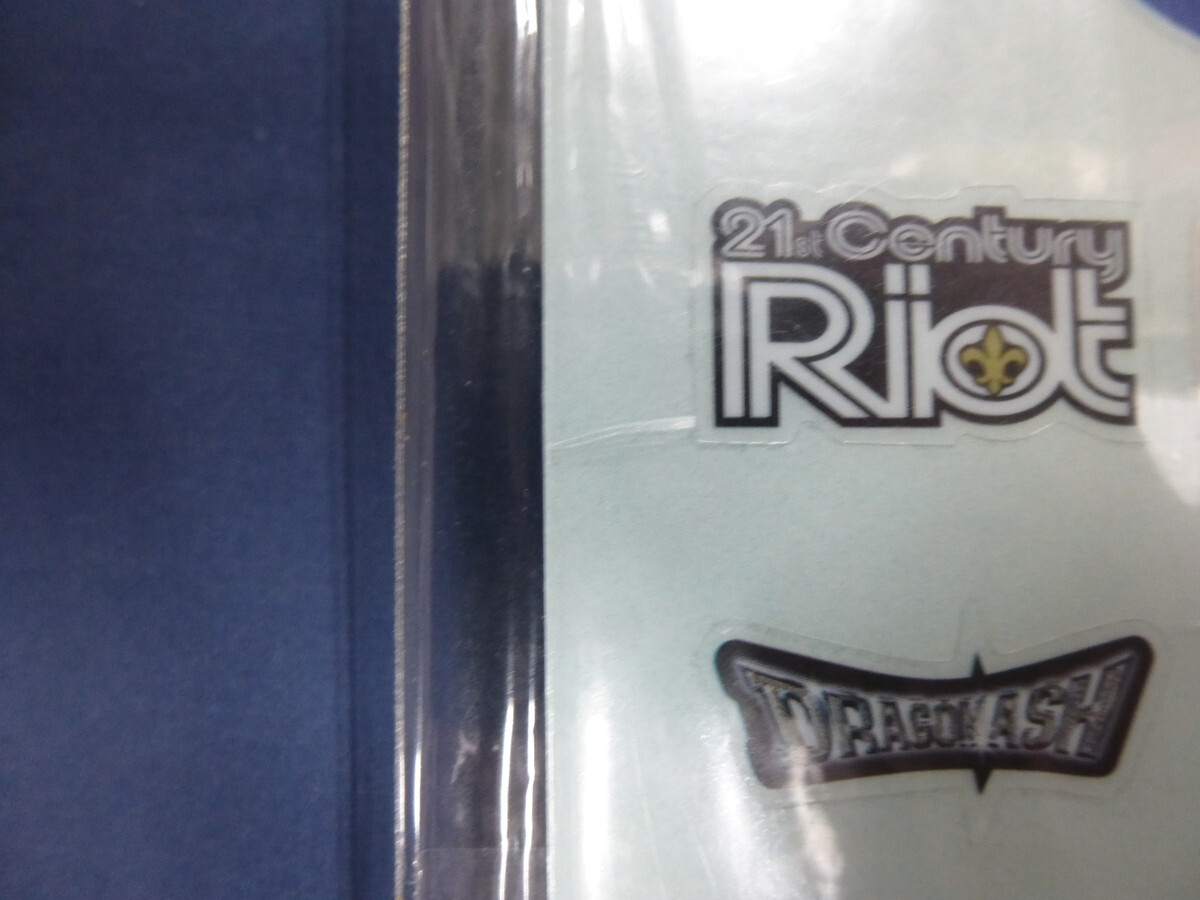 21st Century
Riot
DRAGON ASH